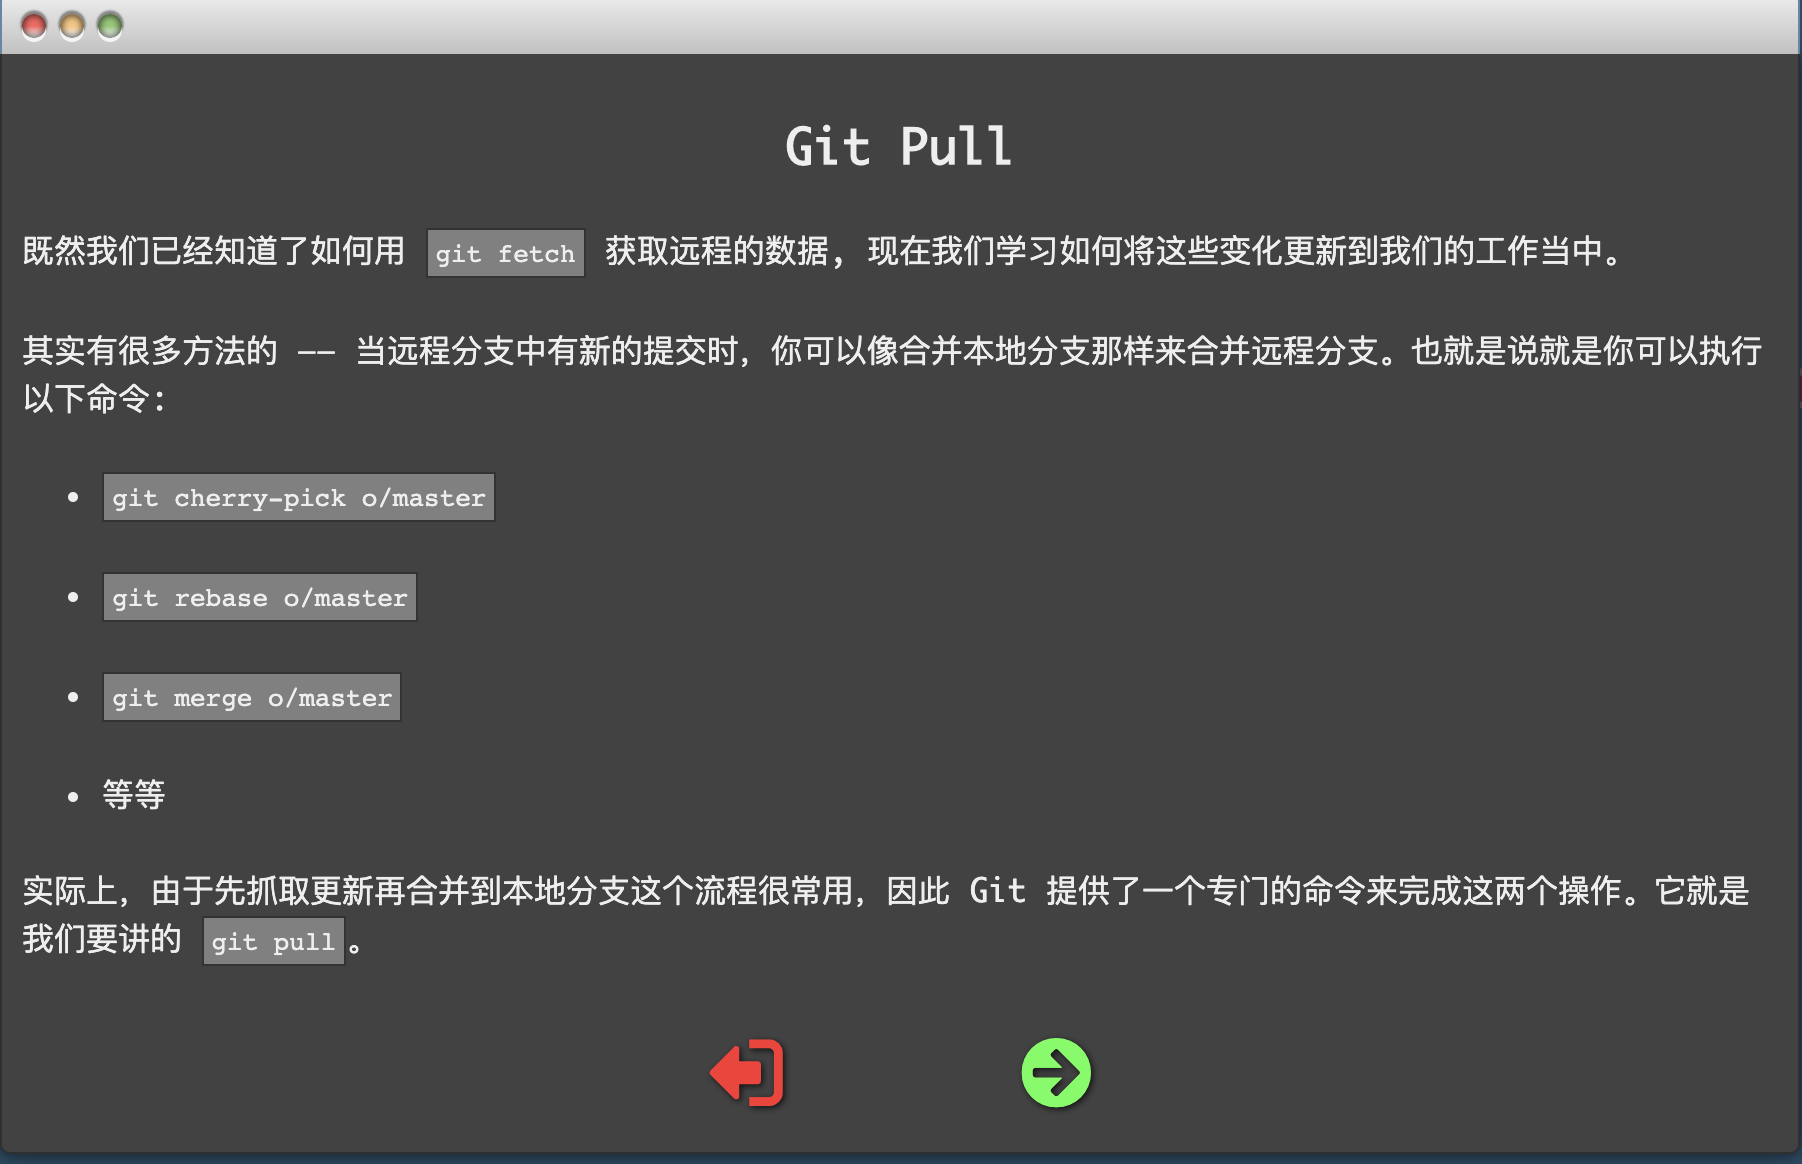 Git Pull
既然我们已经知道了如何用 git fetch 获取远程的数据, 现在我们学习如何将这些变化更新到我们的工作当中。
其实有很多方法的 —— 当远程分支中有新的提交时，你可以像合并本地分支那样来合并远程分支。也就是说就是你可以执行
以下命令:
• git cherry-pick o/master
• git rebase o/master
• git merge o/master
• 等等
实际上，由于先抓取更新再合并到本地分支这个流程很常用，因此 Git 提供了一个专门的命令来完成这两个操作。它就是
我们要讲的 git pull。